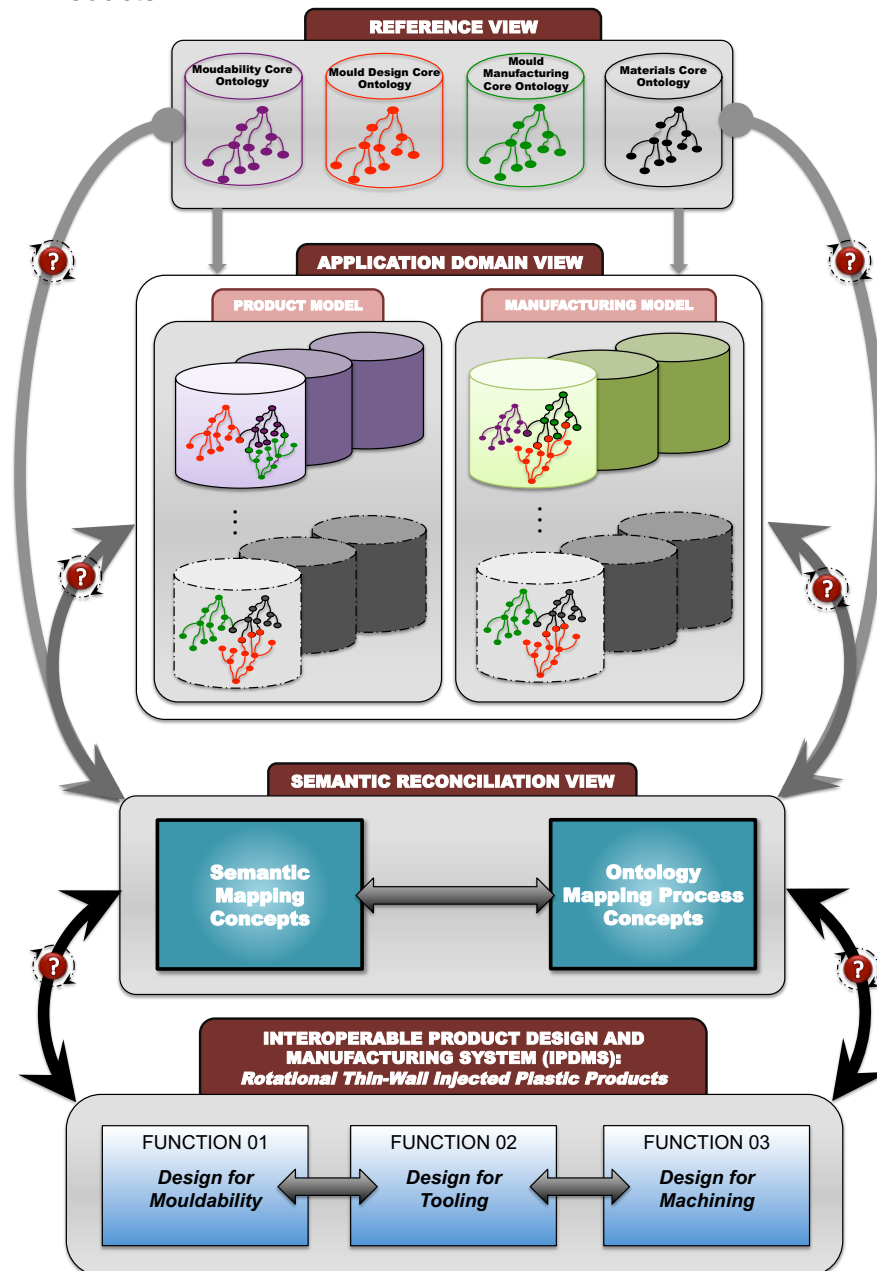 REFERENCE VIEW
Moudability Core
Ontology
Mould Design Core
Ontology
Mould
Manufacturing
Core Ontology
Materials Core
Ontology
?
?
APPLICATION DOMAIN VIEW
PRODUCT MODEL
MANUFACTURING MODEL
?
?
SEMANTIC RECONCILIATION VIEW
Semantic
Mapping
Concepts
Ontology
Mapping Process
Concepts
?
?
INTEROPERABLE PRODUCT DESIGN AND
MANUFACTURING SYSTEM (IPDMS):
Rotational Thin-Wall Injected Plastic Products
FUNCTION 01
Design for
Mouldability
FUNCTION 02
Design for
Tooling
FUNCTION 03
Design for
Machining